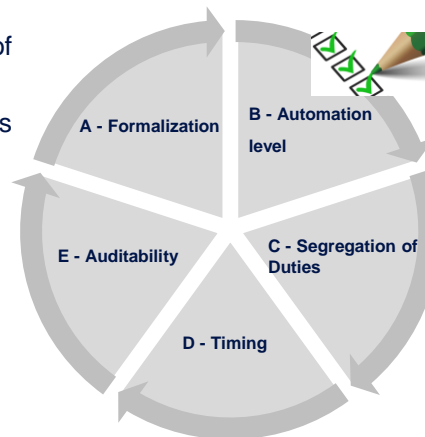 of
s
A - Formalization
B - Automation
level
C - Segregation of
Duties
D - Timing
E - Auditability